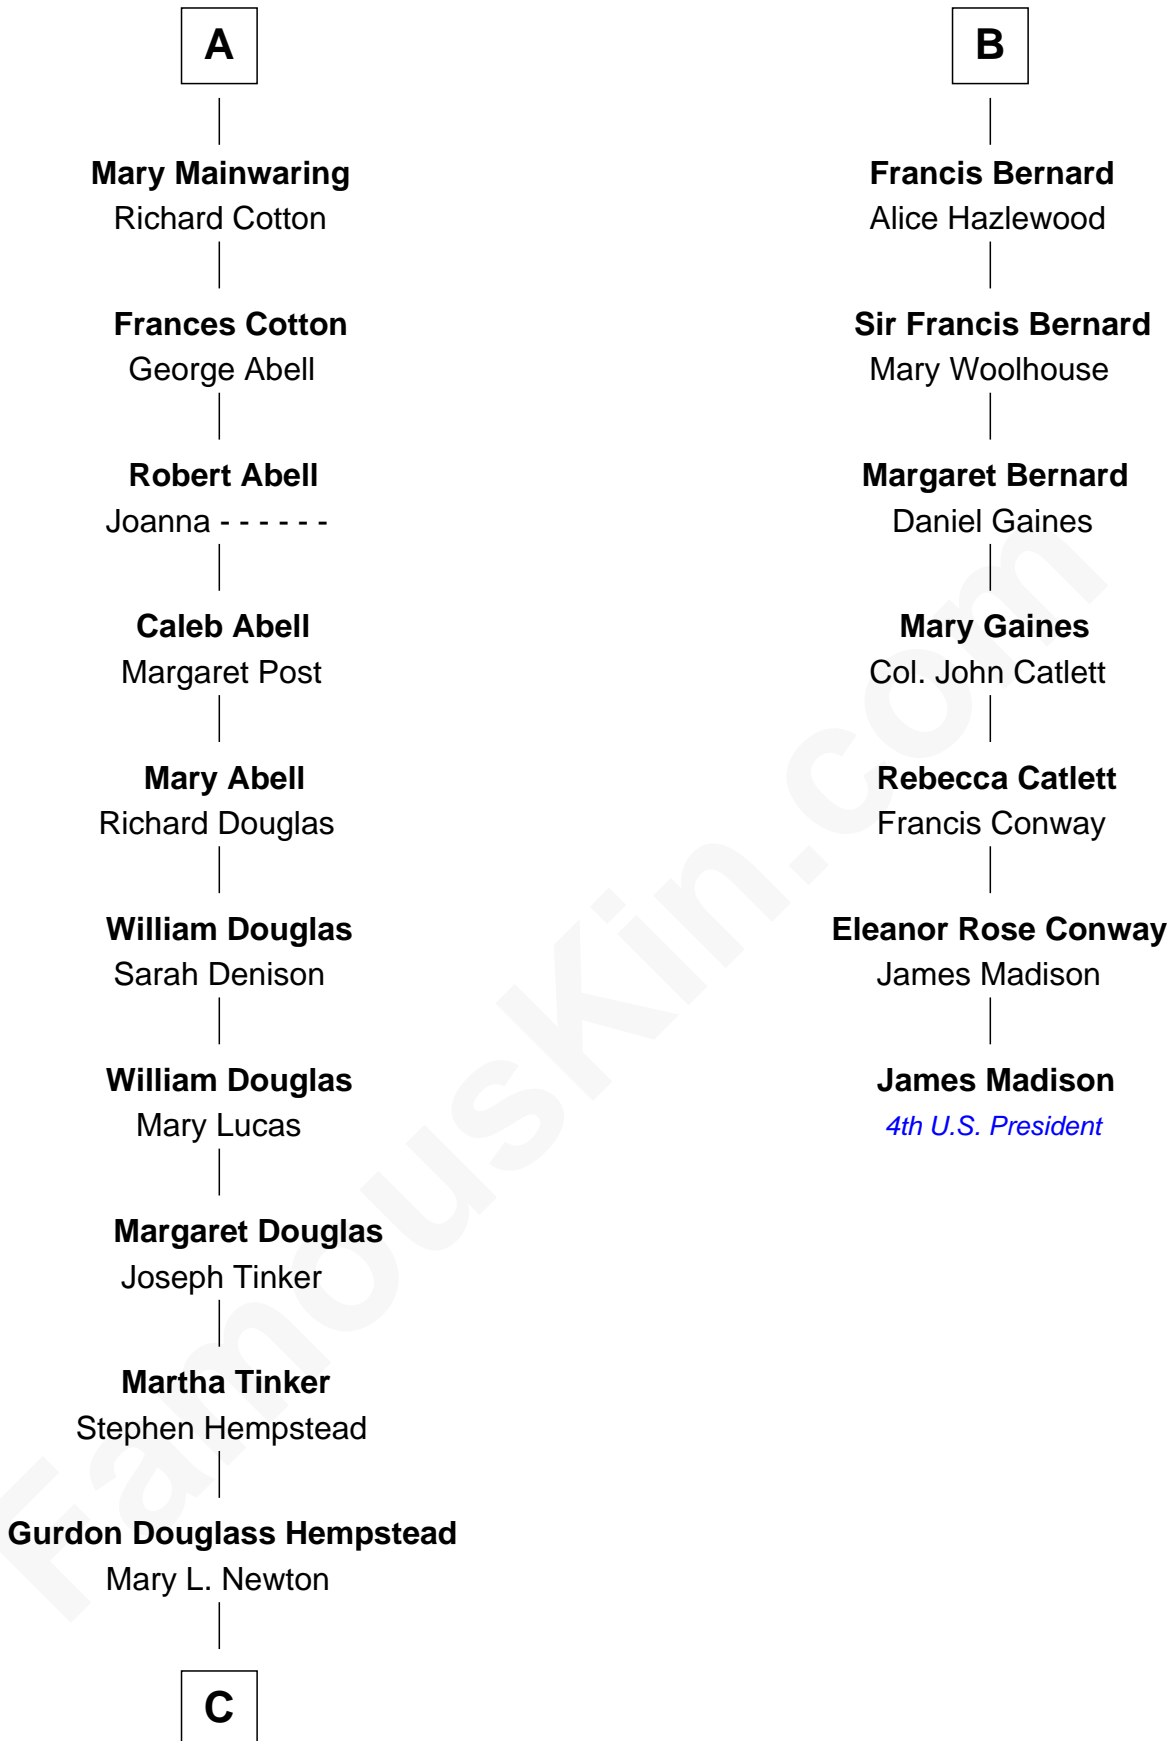 A
Mary Mainwaring
Richard Cotton
Frances Cotton
George Abell
Robert Abell
Joanna - - - - - -
Caleb Abell
Margaret Post
Mary Abell
Richard Douglas
William Douglas
Sarah Denison
William Douglas
Mary Lucas
Margaret Douglas
Joseph Tinker
Martha Tinker
Stephen Hempstead
Gurdon Douglass Hempstead
Mary L. Newton
C
B
Francis Bernard
Alice Hazlewood
Sir Francis Bernard
Mary Woolhouse
Margaret Bernard
Daniel Gaines
Mary Gaines
Col. John Catlett
Rebecca Catlett
Francis Conway
Eleanor Rose Conway
James Madison
James Madison
4th U.S. President
FamousKin.com